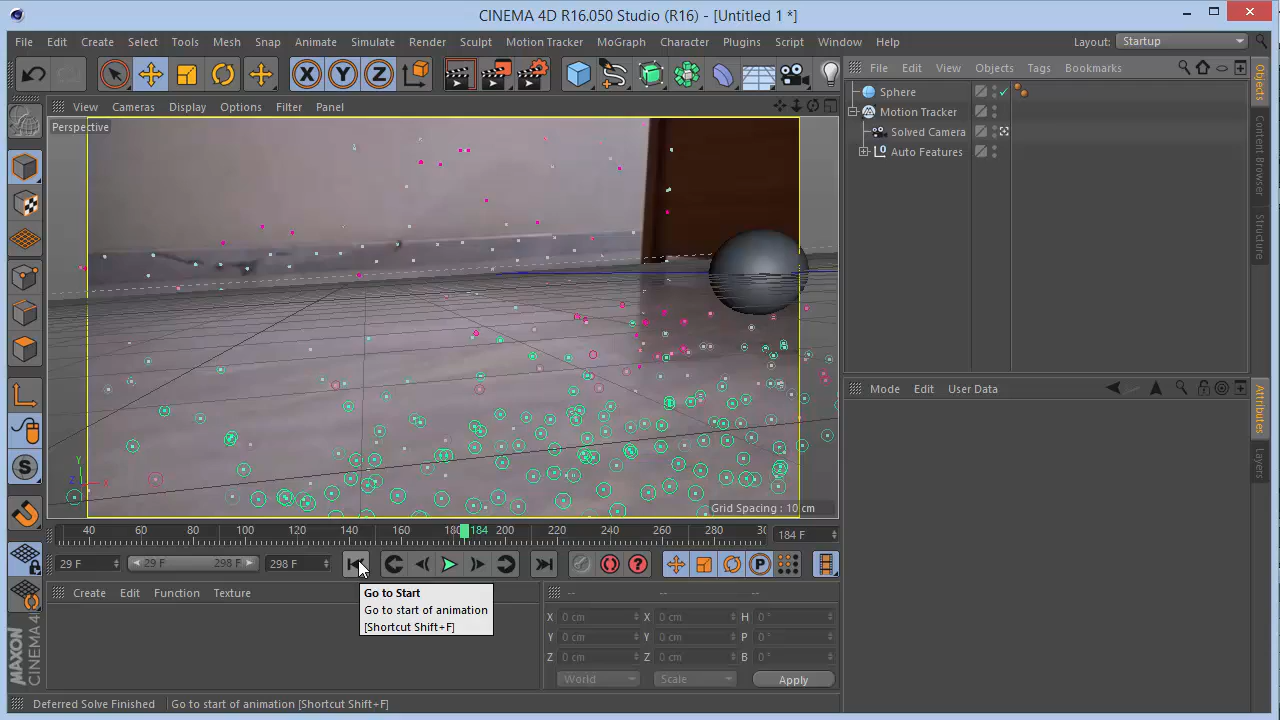 CINEMA 4D R16.050 Studio (R16) - [Untitled 1 *]
File Edit Create Select Tools Mesh Snap Animate Simulate Render Sculpt Motion Tracker MoGraph Character Plugins Script Window Help Layout: Startup
X Y Z
File Edit View Objects Tags Bookmarks
View Cameras Display Options Filter Panel
Perspective
Sphere
Motion Tracker
Solved Camera
Auto Features
Objects
Content Browser
Structure
Mode Edit User Data
Attributes
Layers
Y
Z X
Grid Spacing : 10 cm
40 60 80 100 120 140 160 180 184 200 220 240 260 280 30 184 F
29 F 29 F 298 F 298 F
P
Go to Start
Go to start of animation
[Shortcut Shift+F]
Create Edit Function Texture
-- -- --
X 0 cm X 0 cm H 0 °
Y 0 cm Y 0 cm P 0 °
Z 0 cm Z 0 cm B 0 °
World Scale Apply
MAXON
CINEMA 4D
Deferred Solve Finished Go to start of animation [Shortcut Shift+F]